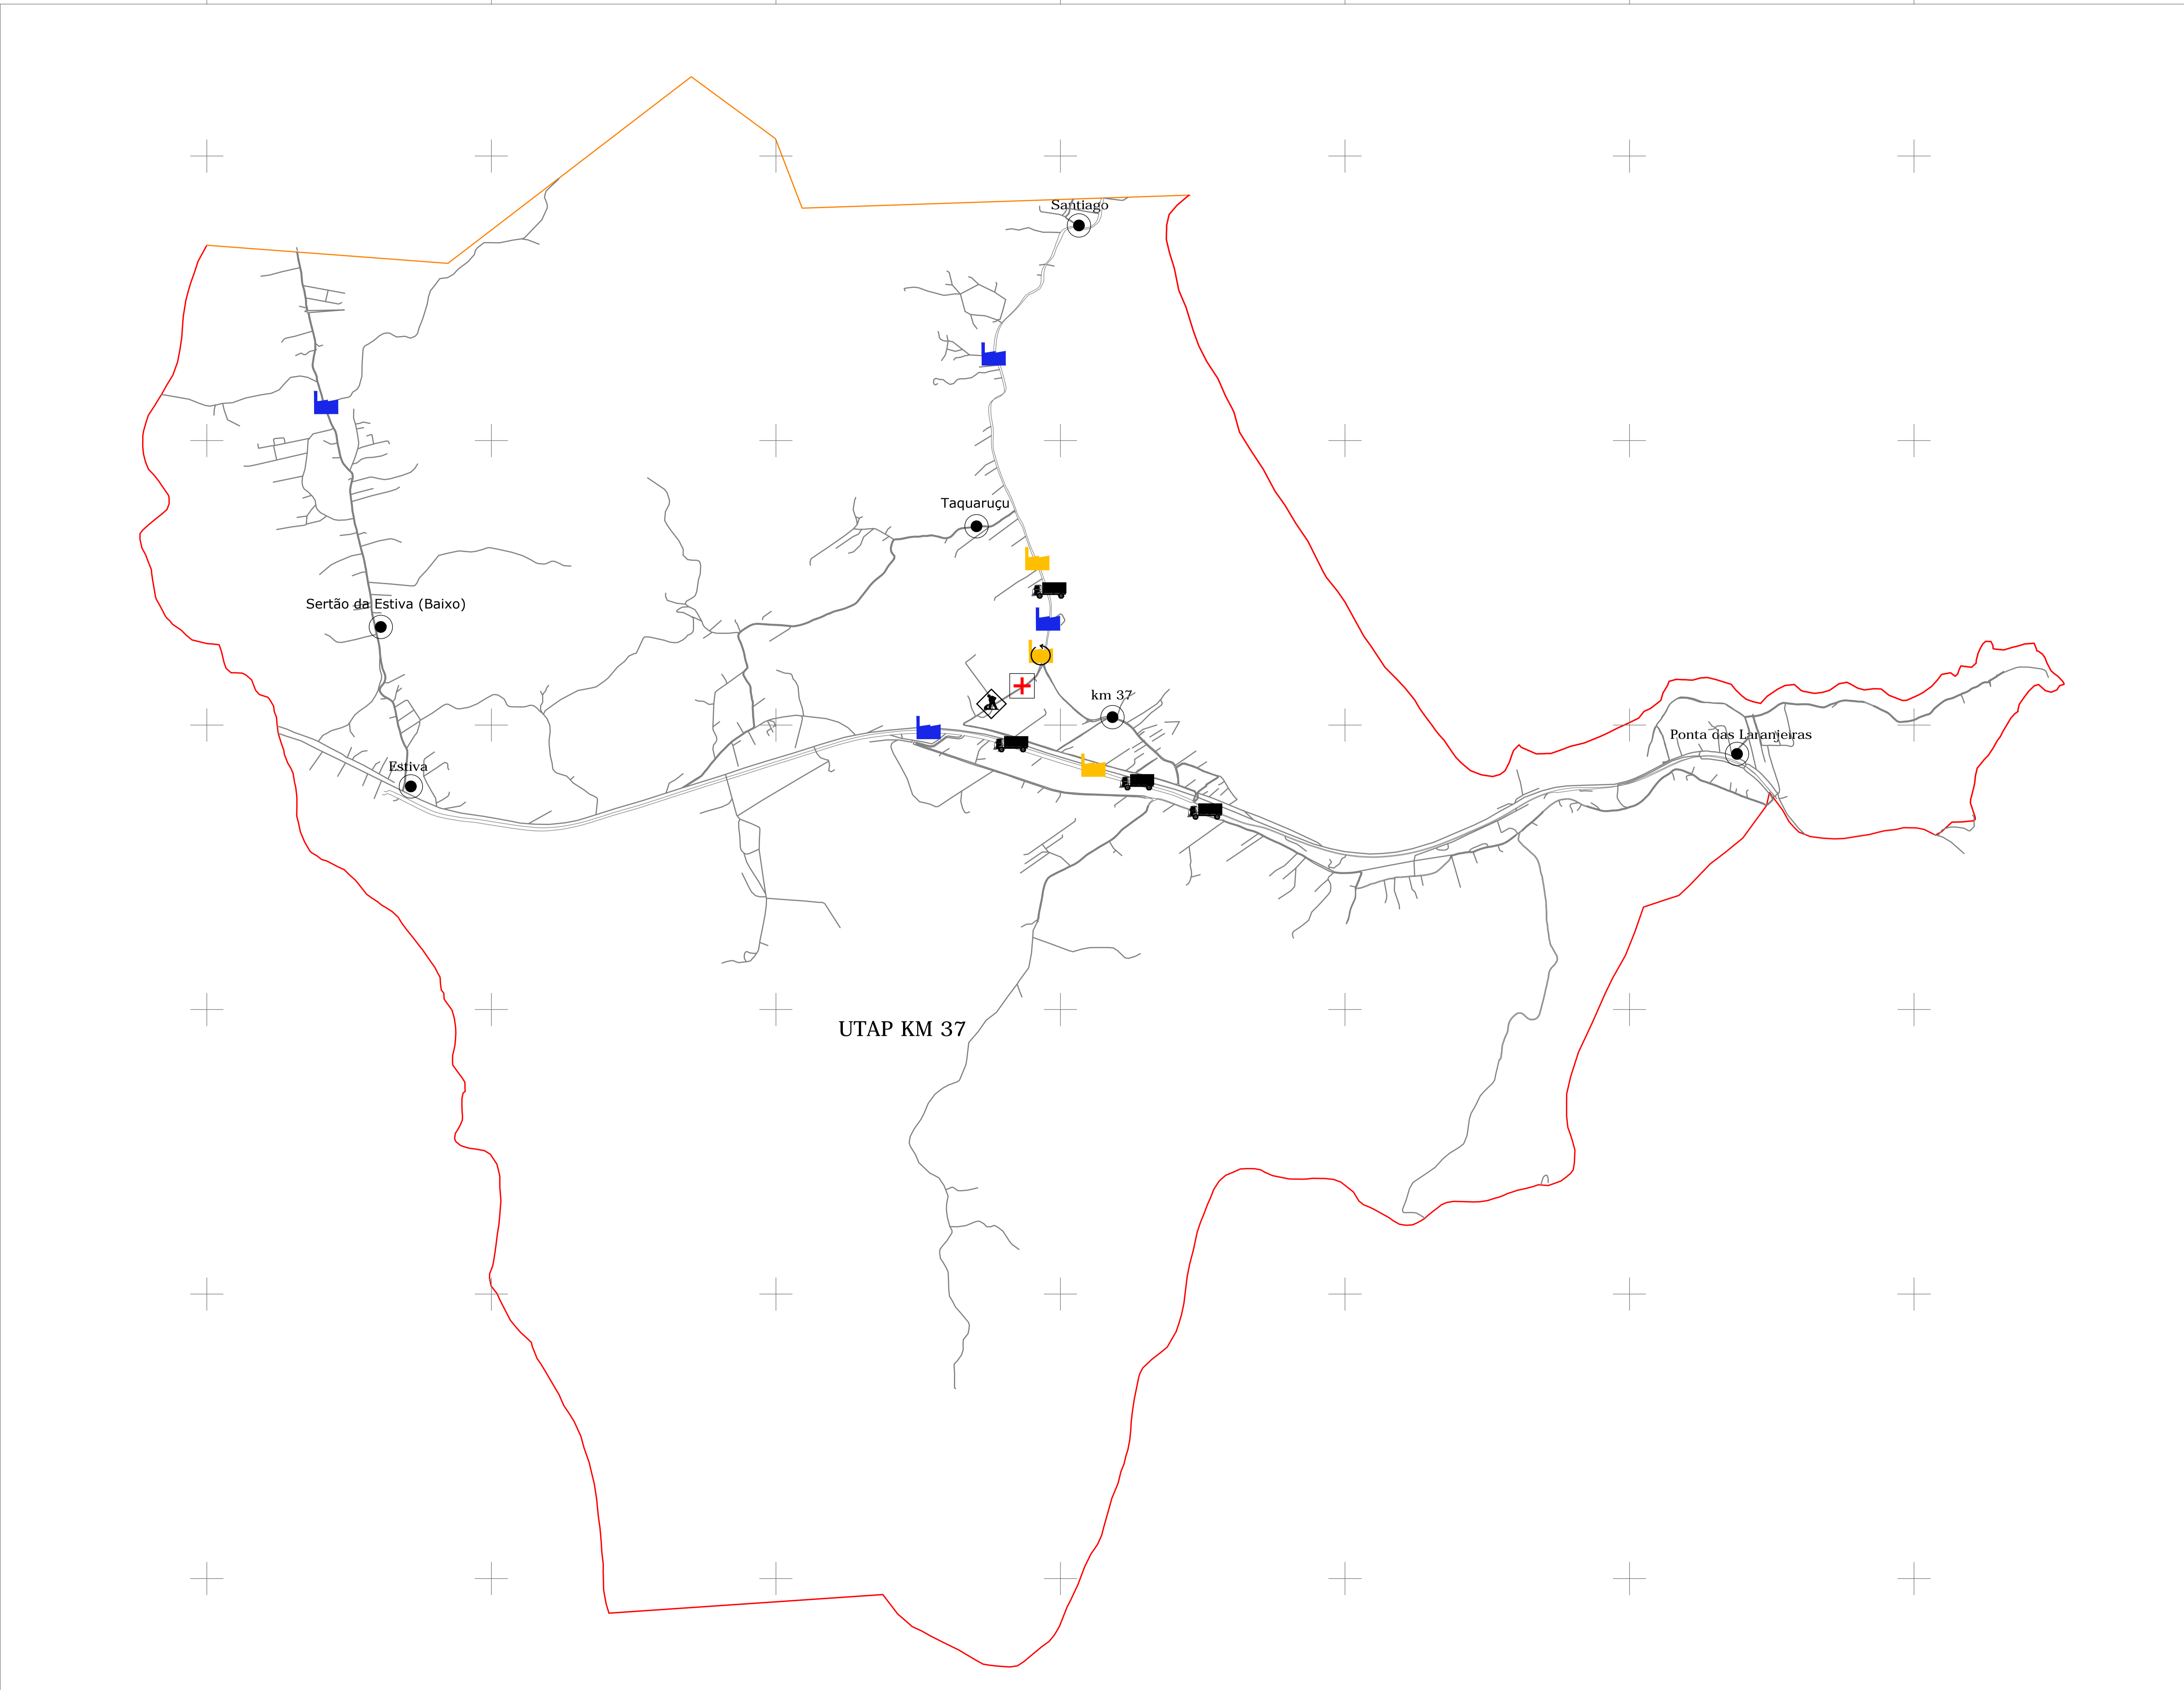 Santiago
Taquaruçu
Sertão da Estiva (Baixo)
km 37
Ponta das Laranjeiras
Estiva
UTAP KM 37